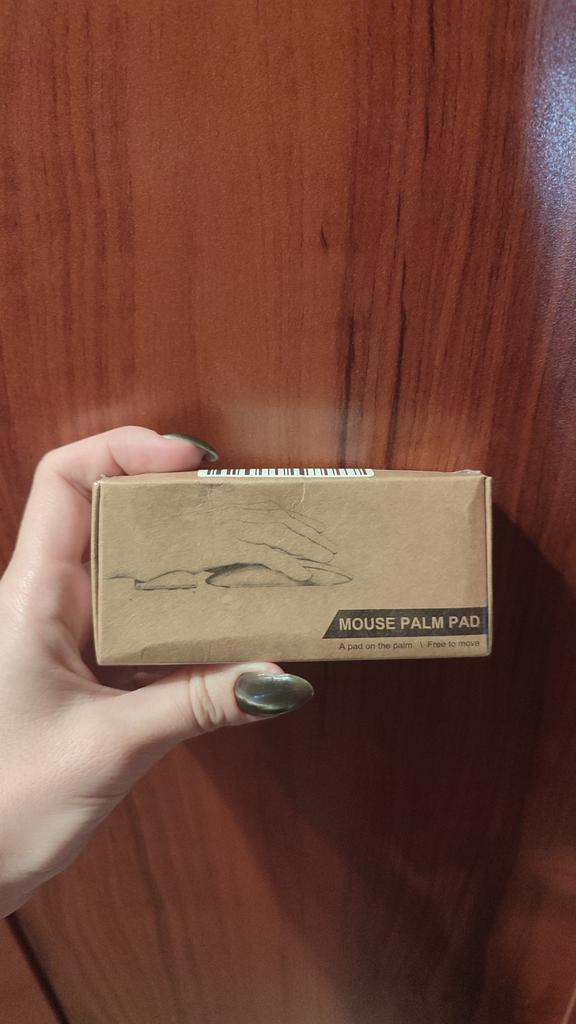 MOUSE PALM PAD
A pad on the palm \ Free to move